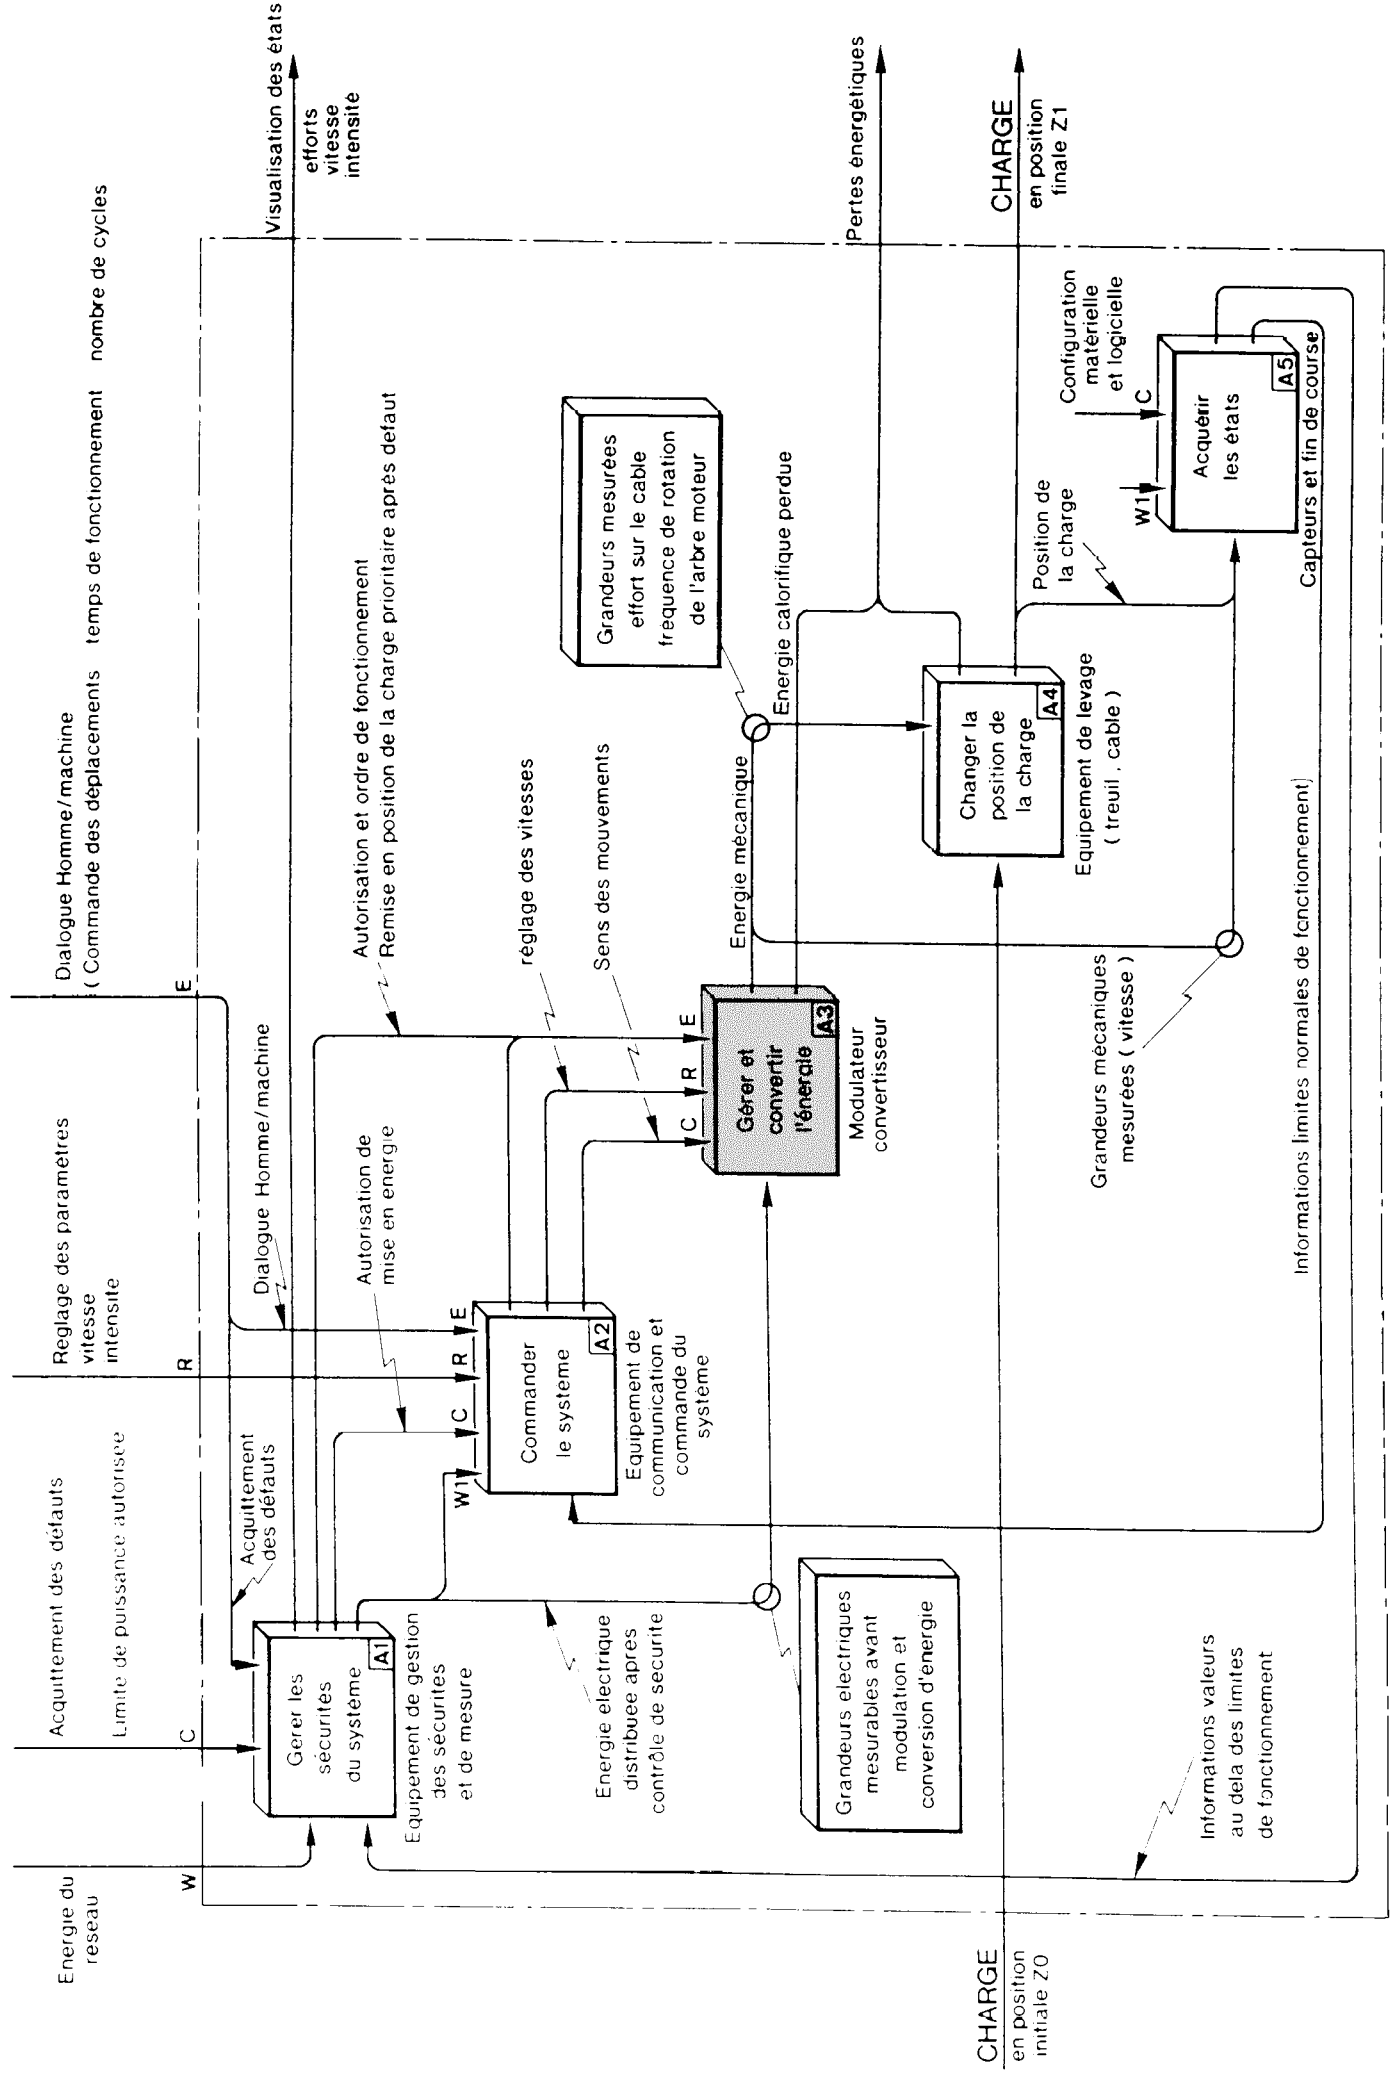 Energie du
reseau
W
Acquittement des défauts
Limite de puissance autorisee
C
Reglage des paramètres
vitesse
intensite
R
Dialogue Homme/machine
(Commande des déplacements temps de fonctionnement nombre de cycles
E
Visualisation des états
efforts
vitesse
intensité
Acquittement
des défauts
Dialogue Homme/machine
Gerer les
sécurités
du système
A1
Equipement de gestion
des sécurites
et de mesure
Autorisation de
mise en energie
Autorisation et ordre de fonctionnement
Remise en position de la charge prioritaire après defaut
W1
C
R
E
Commander
le système
A2
Equipement de
communication et
commande du
système
réglage des vitesses
Sens des mouvements
Energie electrique
distribuee apres
contrôle de securite
Grandeurs electriques
mesurables avant
modulation et
conversion d'énergie
C
R
E
Gérer et
convertir
l'énergie
A3
Modulateur
convertisseur
Energie mécanique
Energie calorifique perdue
Grandeurs mesurées
effort sur le cable
fréquence de rotation
de l'arbre moteur
Pertes énergétiques
CHARGE
en position
finale Z1
Changer la
position de
la charge
A4
Equipement de levage
( treuil , cable )
Position de
la charge
Configuration
matérielle
et logicielle
W1
C
Acquérir
les états
A5
Capteurs et fin de course
Grandeurs mécaniques
mesurées ( vitesse )
Informations limites normales de fonctionnement)
Informations valeurs
au dela des limites
de fonctionnement
CHARGE
en position
initiale Z0